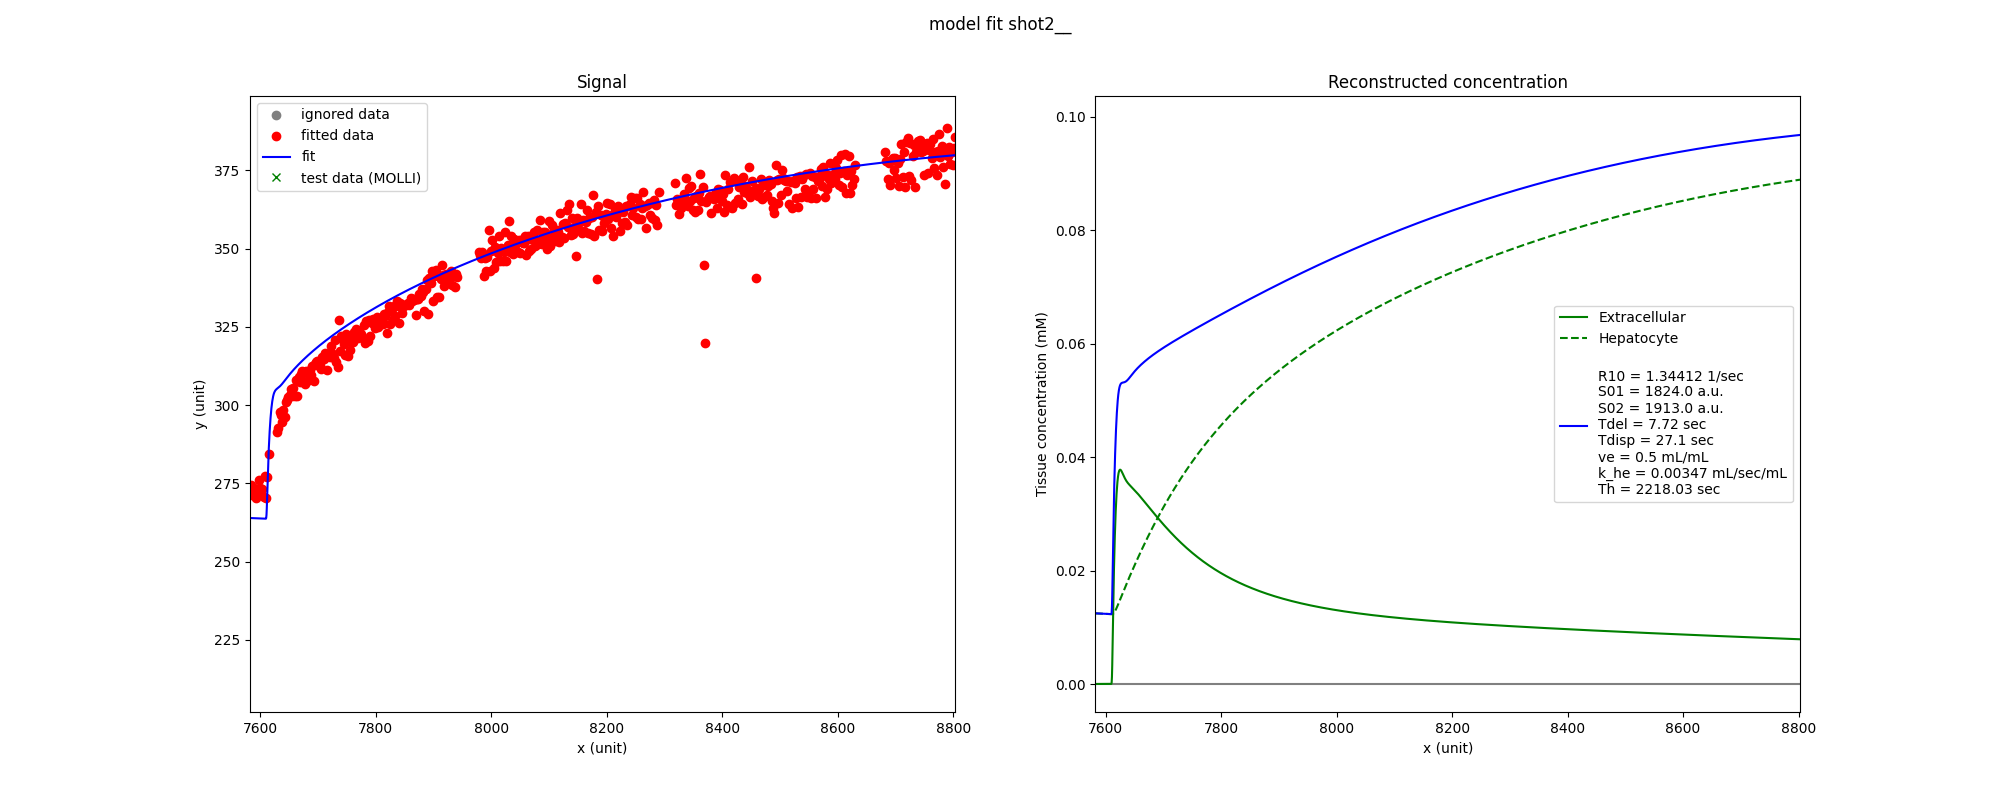 model fit shot2__
Signal
ignored data
fitted data
fit
test data (MOLLI)
375
350
325
300
275
250
225
y (unit)
7600 7800 8000 8200 8400 8600 8800
x (unit)
Reconstructed concentration
0.10
0.08
0.06
0.04
0.02
0.00
Tissue concentration (mM)
Extracellular
Hepatocyte
R10 = 1.34412 1/sec
S01 = 1824.0 a.u.
S02 = 1913.0 a.u.
Tdel = 7.72 sec
Tdisp = 27.1 sec
ve = 0.5 mL/mL
k_he = 0.00347 mL/sec/mL
Th = 2218.03 sec
7600 7800 8000 8200 8400 8600 8800
x (unit)